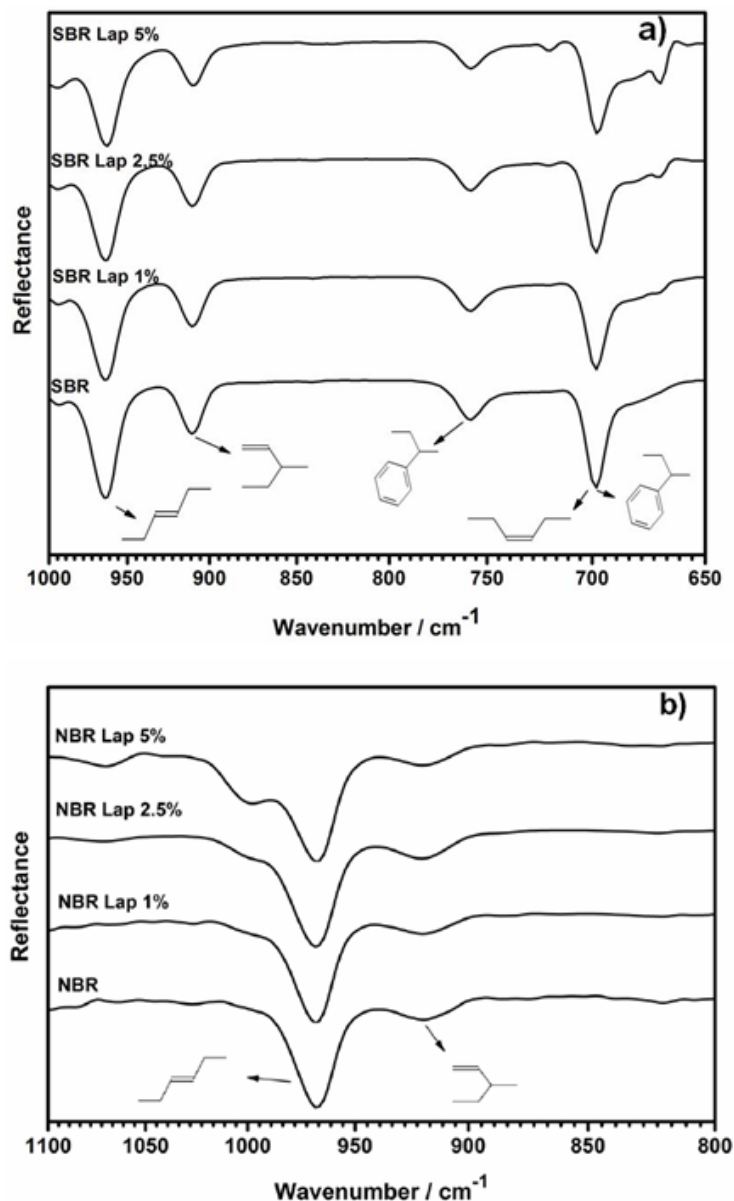 a)
SBR Lap 5%
SBR Lap 2,5%
SBR Lap 1%
SBR
Reflectance
1000 950 900 850 800 750 700 650
Wavenumber / cm⁻¹
b)
NBR Lap 5%
NBR Lap 2.5%
NBR Lap 1%
NBR
Reflectance
1100 1050 1000 950 900 850 800
Wavenumber / cm⁻¹